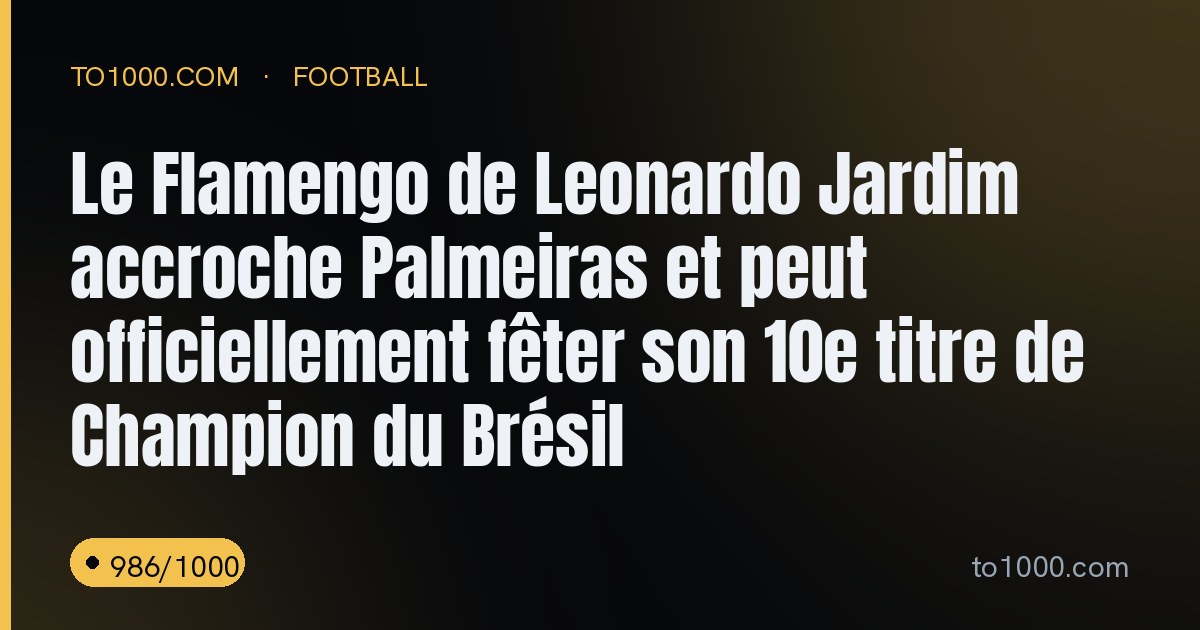 TO1000.COM · FOOTBALL
Le Flamengo de Leonardo Jardim
accroche Palmeiras et peut
officiellement fêter son 10e titre de
Champion du Brésil
986/1000
to1000.com